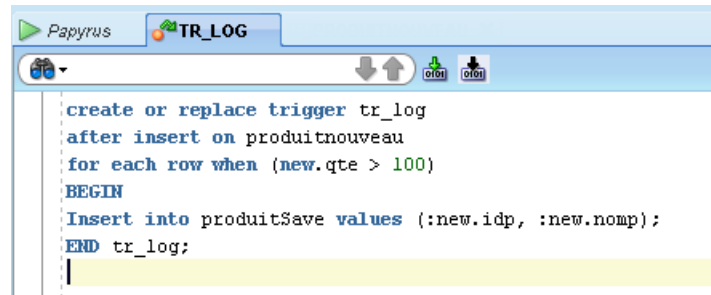 Papyrus TR_LOG
create or replace trigger tr_log
after insert on produitnouveau
for each row when (new.qte > 100)
BEGIN
Insert into produitSave values (:new.idp, :new.nomp);
END tr_log;